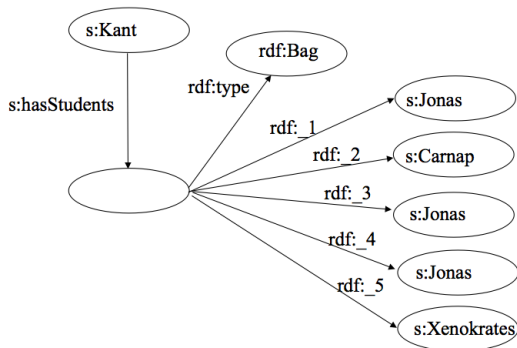 s:Kant
rdf:Bag
rdf:type
s:hasStudents
s:Jonas
rdf:_1
rdf:_2
s:Carnap
rdf:_3
s:Jonas
rdf:_4
s:Jonas
rdf:_5
s:Xenokrates